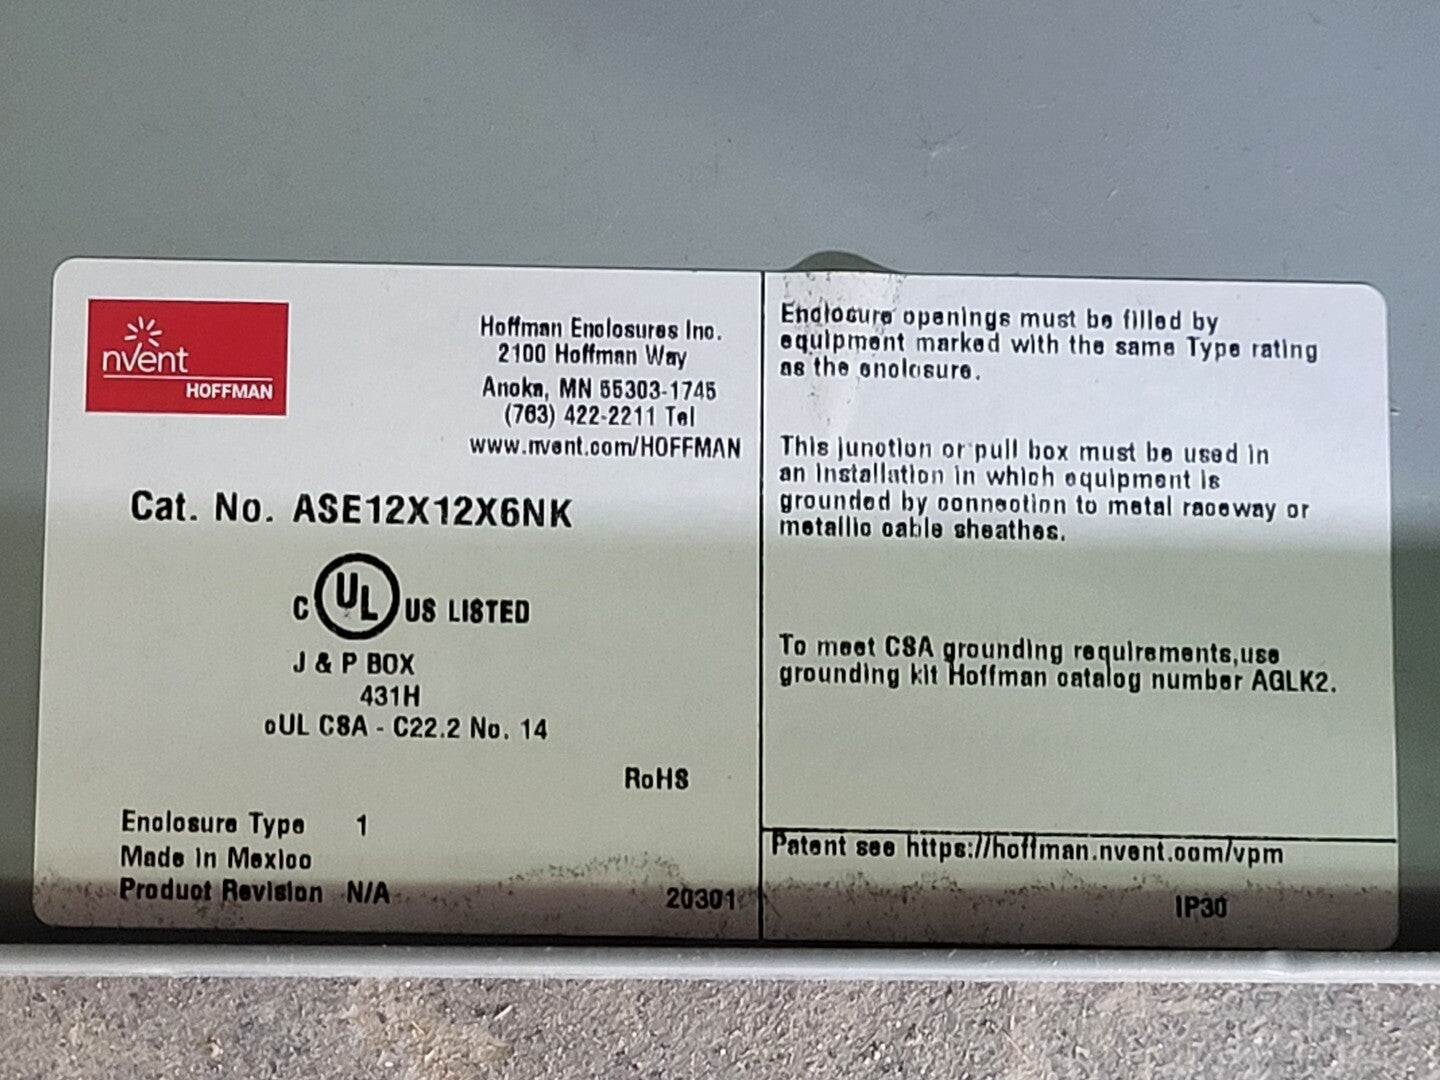 nvent
HOFFMAN
Hoffman Enclosures Inc.
2100 Hoffman Way
Anoka, MN 55303-1745
(763) 422-2211 Tel
www.nvent.com/HOFFMAN
Cat. No. ASE12X12X6NK
C UL US LISTED
J & P BOX
431H
cUL CSA - C22.2 No. 14
RoHS
Enclosure Type 1
Made in Mexico
Product Revision N/A
20301
Enclosure openings must be filled by
equipment marked with the same Type rating
as the enclosure.
This junction or pull box must be used in
an installation in which equipment is
grounded by connection to metal raceway or
metallic cable sheathes.
To meet CSA grounding requirements,use
grounding kit Hoffman catalog number AGLK2.
Patent see https://hoffman.nvent.com/vpm
IP30